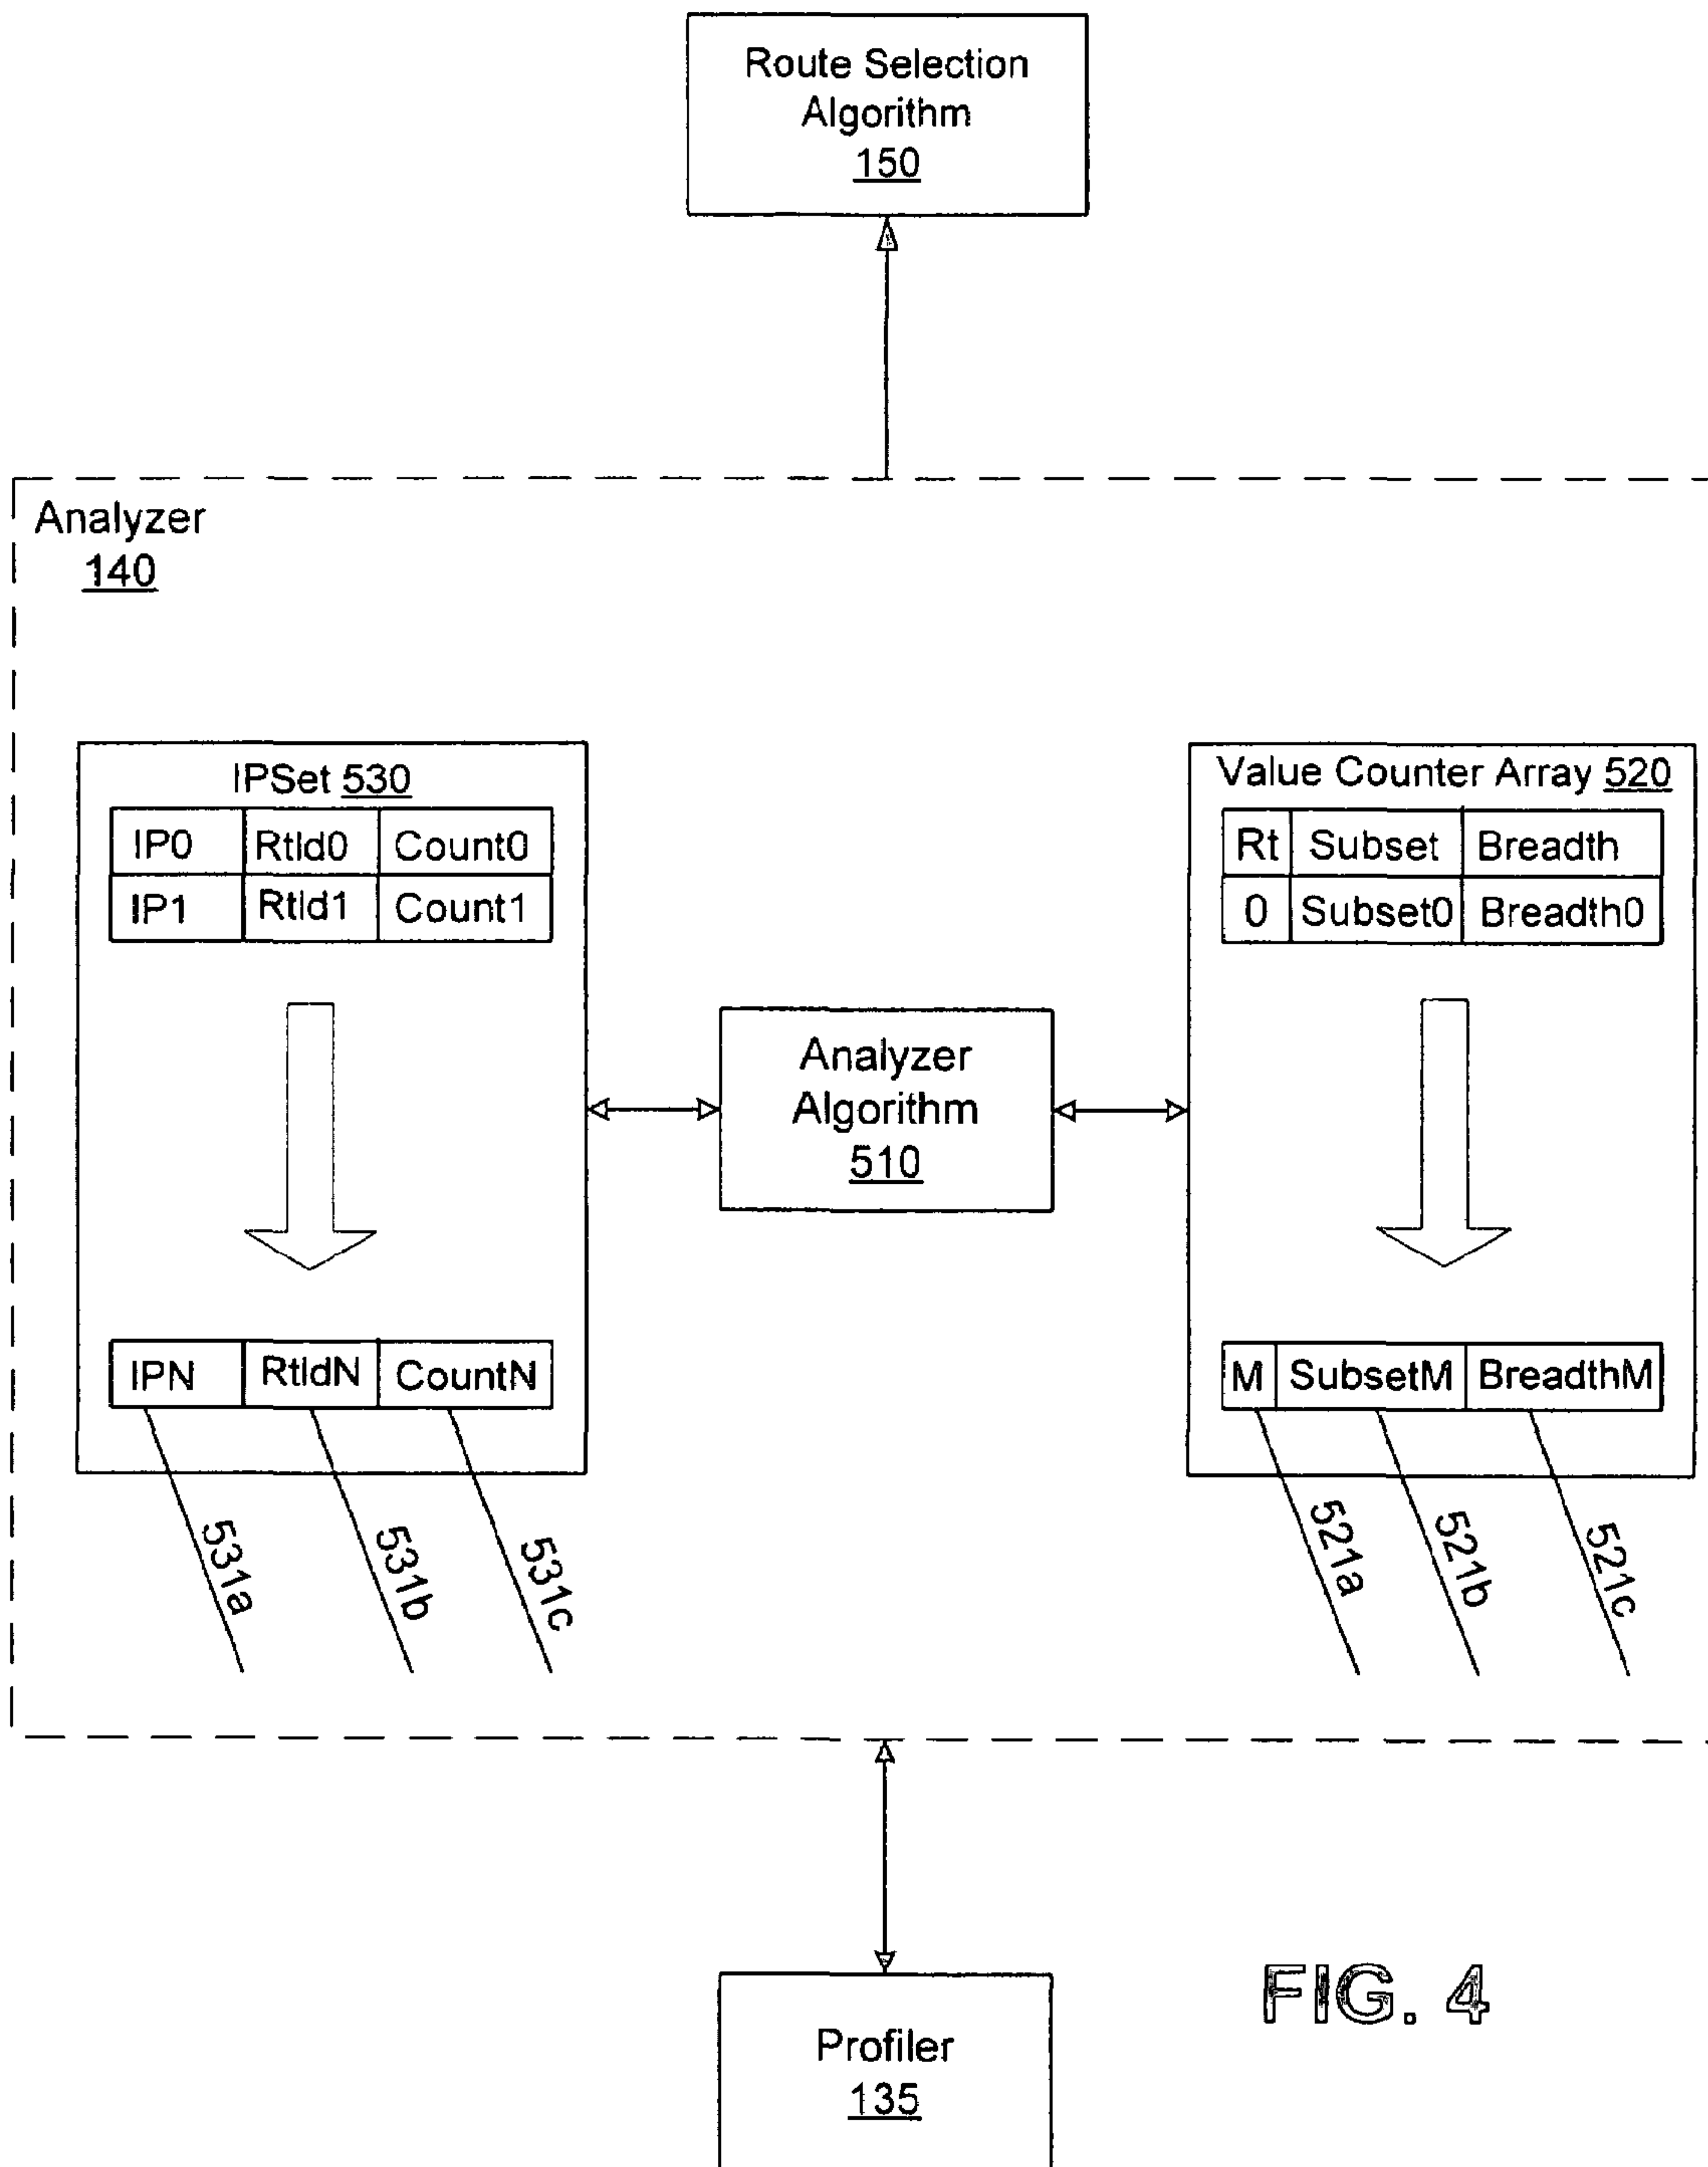 Route Selection
Algorithm
150
Analyzer
140
IPSet 530
IP0 RtId0 Count0
IP1 RtId1 Count1
IPN RtIdN CountN
531a
531b
531c
Analyzer
Algorithm
510
Value Counter Array 520
Rt Subset Breadth
0 Subset0 Breadth0
M SubsetM BreadthM
521a
521b
521c
Profiler
135
FIG. 4